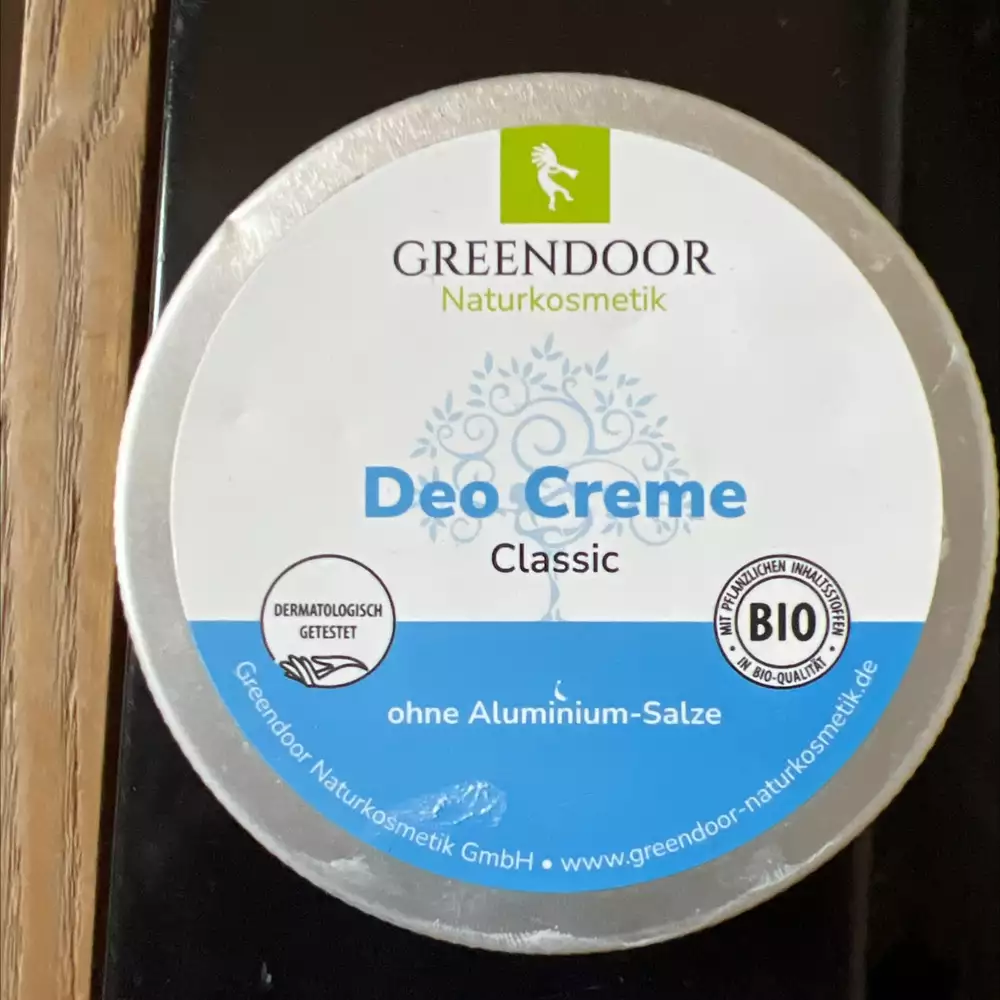 GREENDOOR
Naturkosmetik
Deo Creme
Classic
DERMATOLOGISCH
GETESTET
MIT PFLANZLICHEN INHALTSSTOFFEN
BIO
• IN BIO-QUALITÄT •
ohne Aluminium-Salze
Greendoor Naturkosmetik GmbH • www.greendoor-naturkosmetik.de